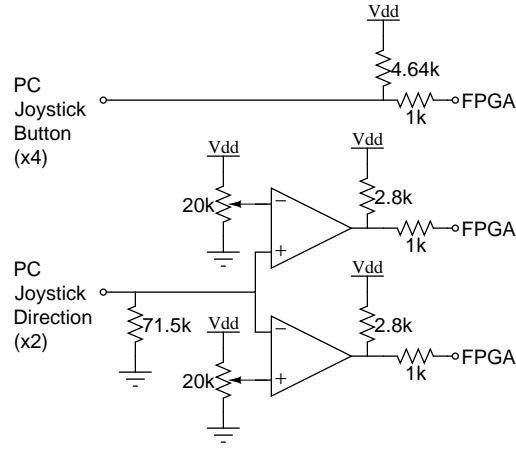 Vdd
4.64k
PC
Joystick
Button
(x4)
FPGA
1k
Vdd
Vdd
2.8k
20k
−
+
FPGA
1k
PC
Joystick
Direction
(x2)
Vdd
71.5k
Vdd
2.8k
−
+
20k
FPGA
1k